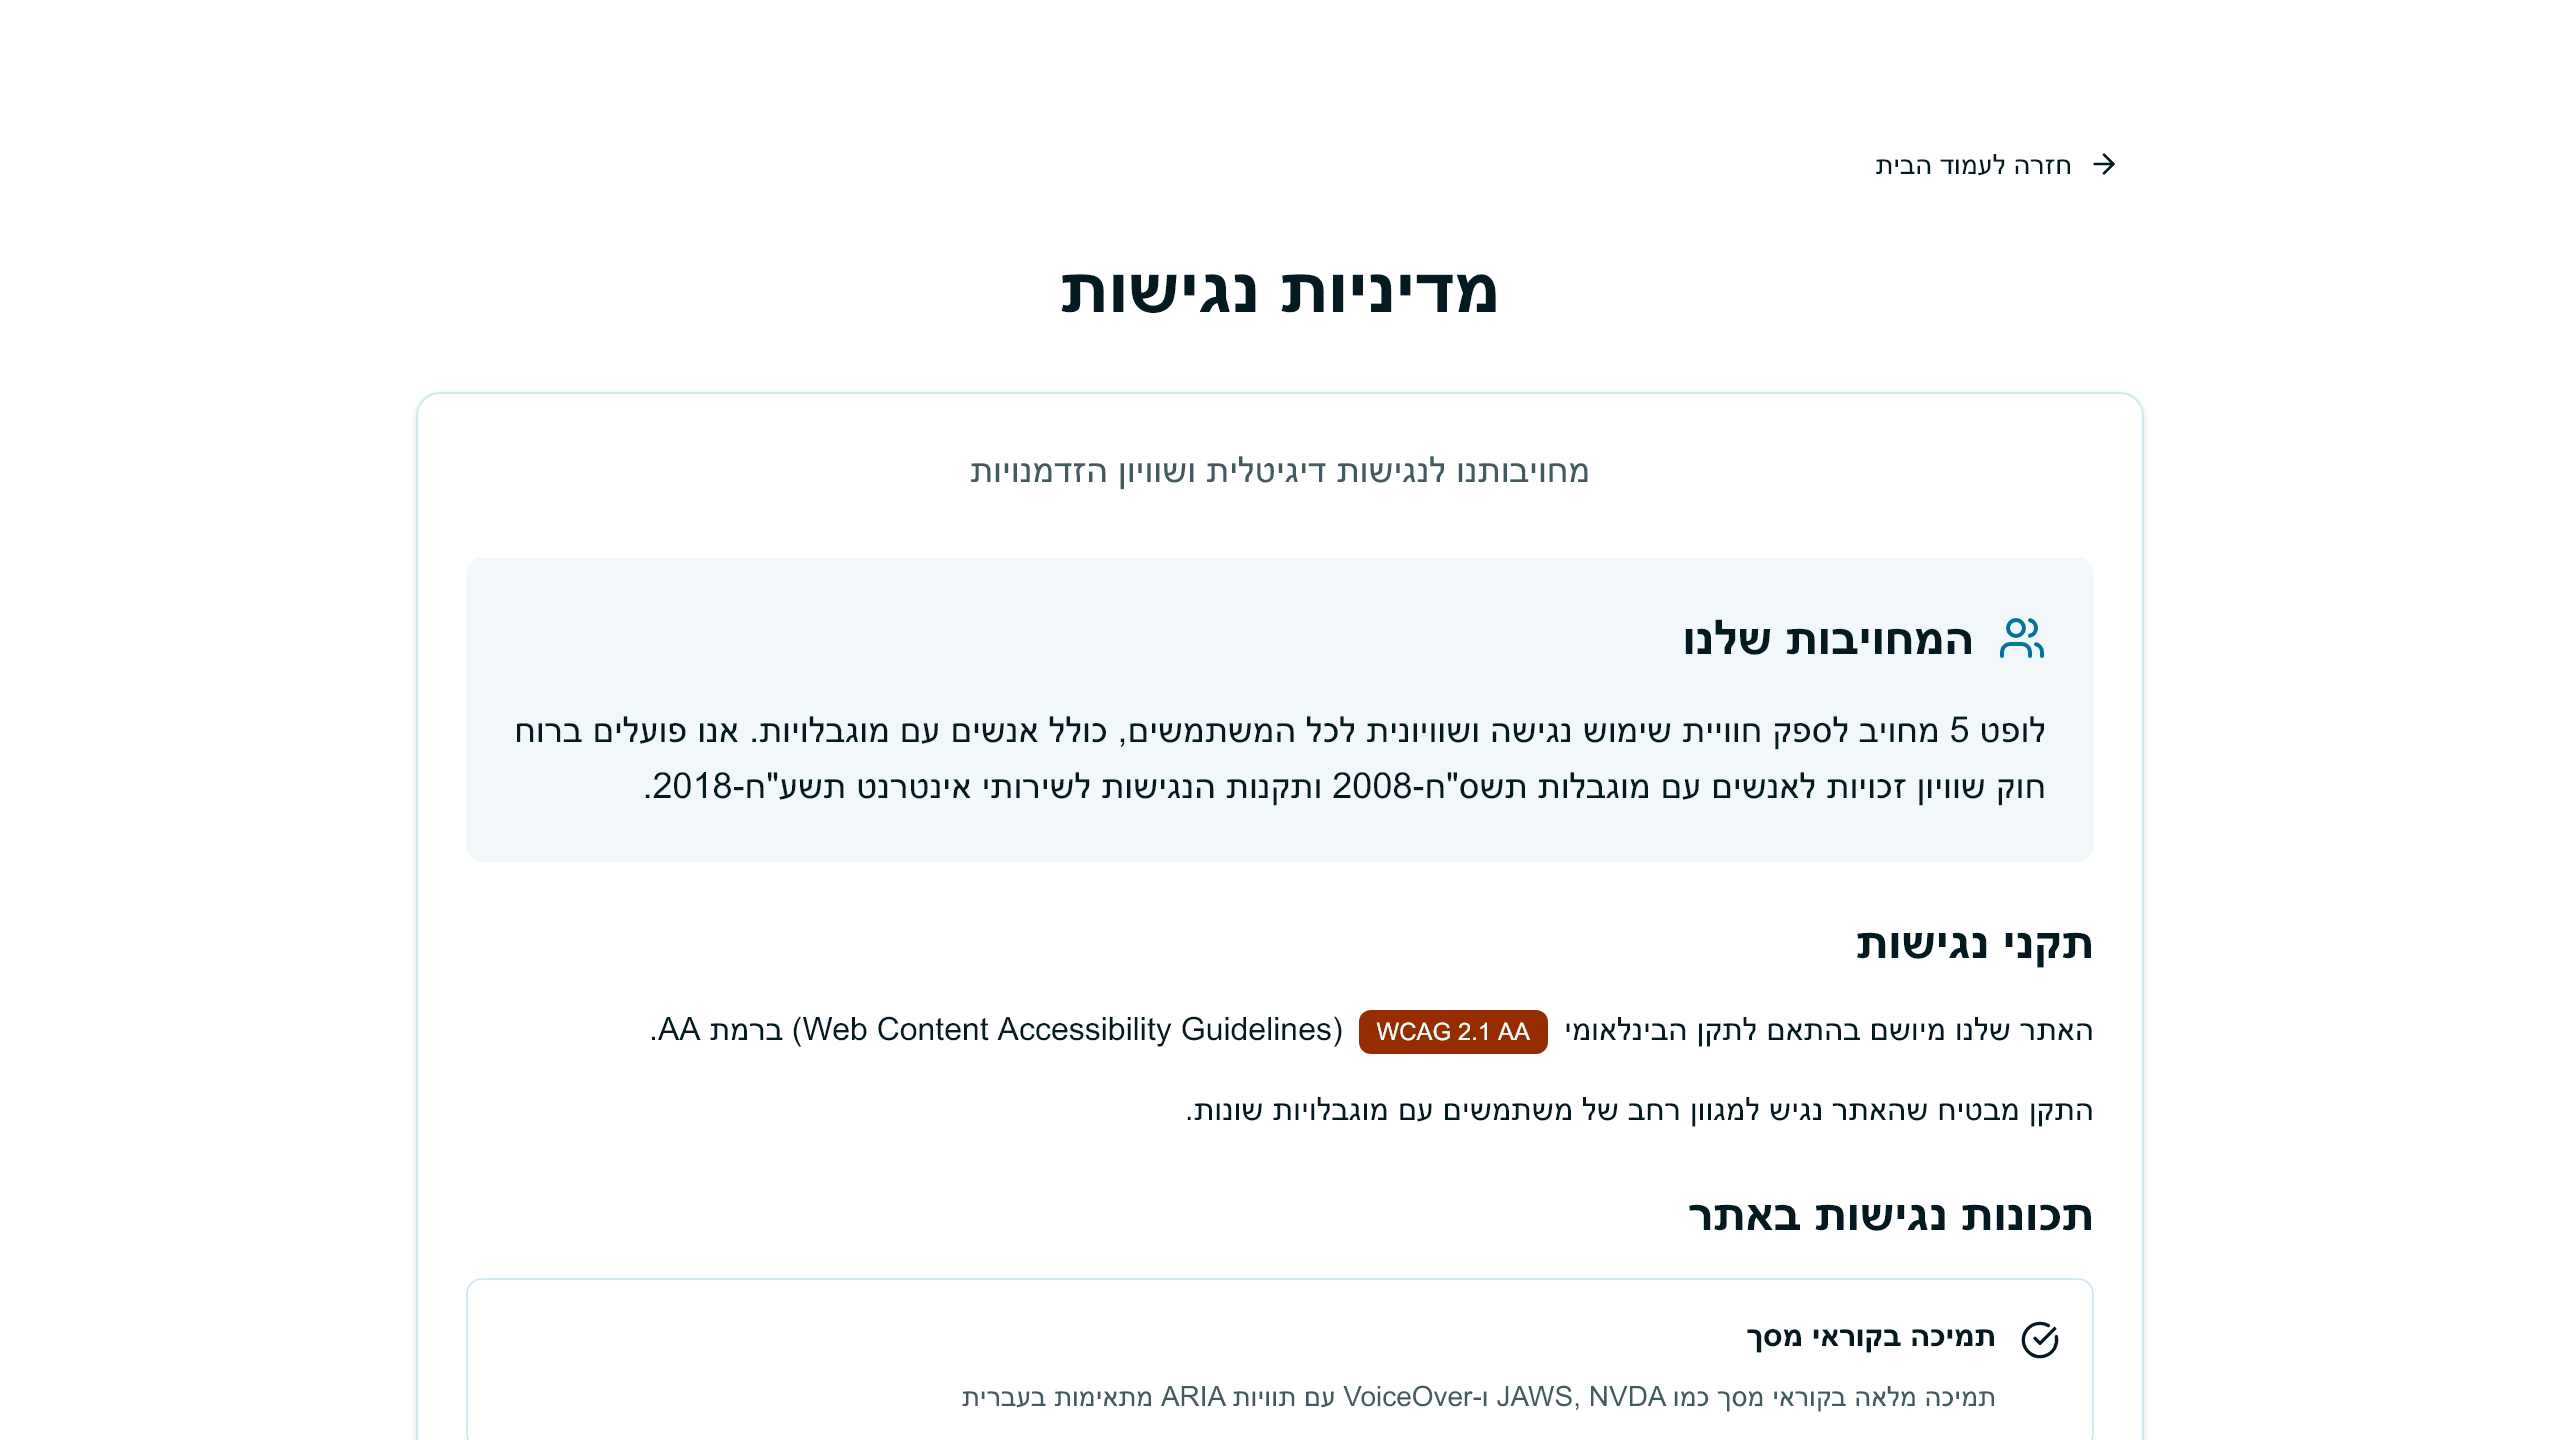 חזרה לעמוד הבית
מדיניות נגישות
מחויבותנו לנגישות דיגיטלית ושוויון הזדמנויות
המחויבות שלנו
לופט 5 מחויב לספק חוויית שימוש נגישה ושוויונית לכל המשתמשים, כולל אנשים עם מוגבלויות. אנו פועלים ברוח
חוק שוויון זכויות לאנשים עם מוגבלות תשס"ח-2008 ותקנות הנגישות לשירותי אינטרנט תשע"ח-2018.
תקני נגישות
האתר שלנו מיושם בהתאם לתקן הבינלאומי WCAG 2.1 AA (Web Content Accessibility Guidelines) ברמת AA.
התקן מבטיח שהאתר נגיש למגוון רחב של משתמשים עם מוגבלויות שונות.
תכונות נגישות באתר
תמיכה בקוראי מסך
תמיכה מלאה בקוראי מסך כמו JAWS, NVDA ו-VoiceOver עם תוויות ARIA מתאימות בעברית